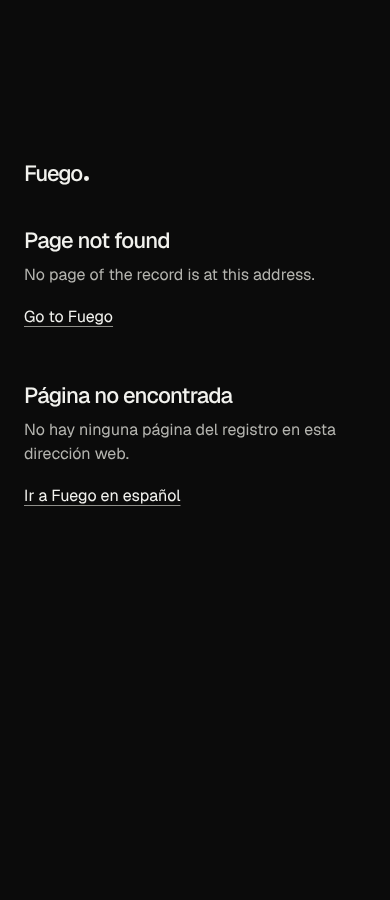 Fuego.
Page not found
No page of the record is at this address.
Go to Fuego
Página no encontrada
No hay ninguna página del registro en esta
dirección web.
Ir a Fuego en español